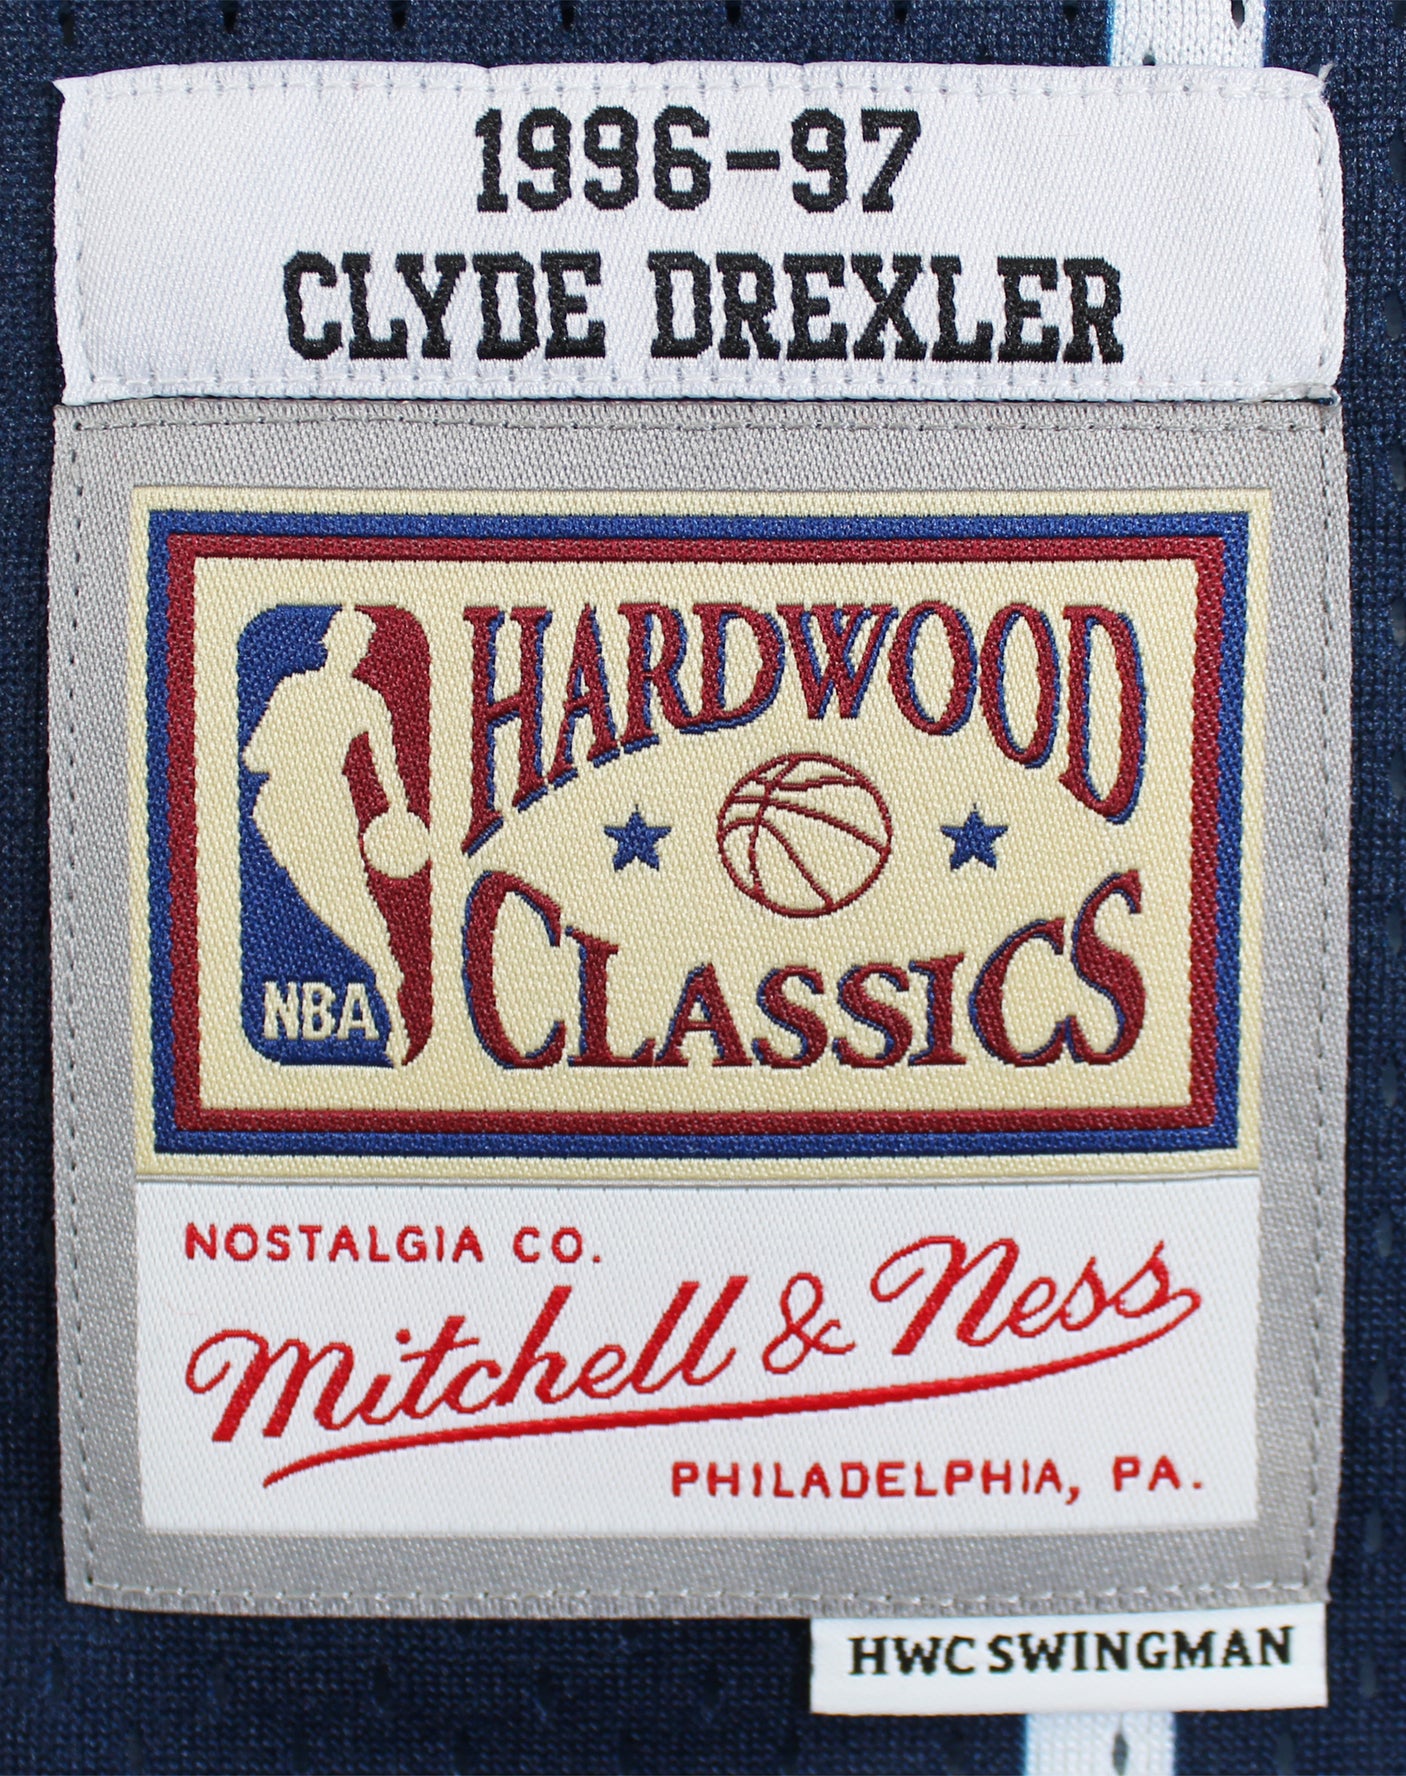 1996-97
CLYDE DREXLER
HARDWOOD
CLASSICS
NBA
NOSTALGIA CO.
Mitchell & Ness
PHILADELPHIA, PA.
HWC SWINGMAN